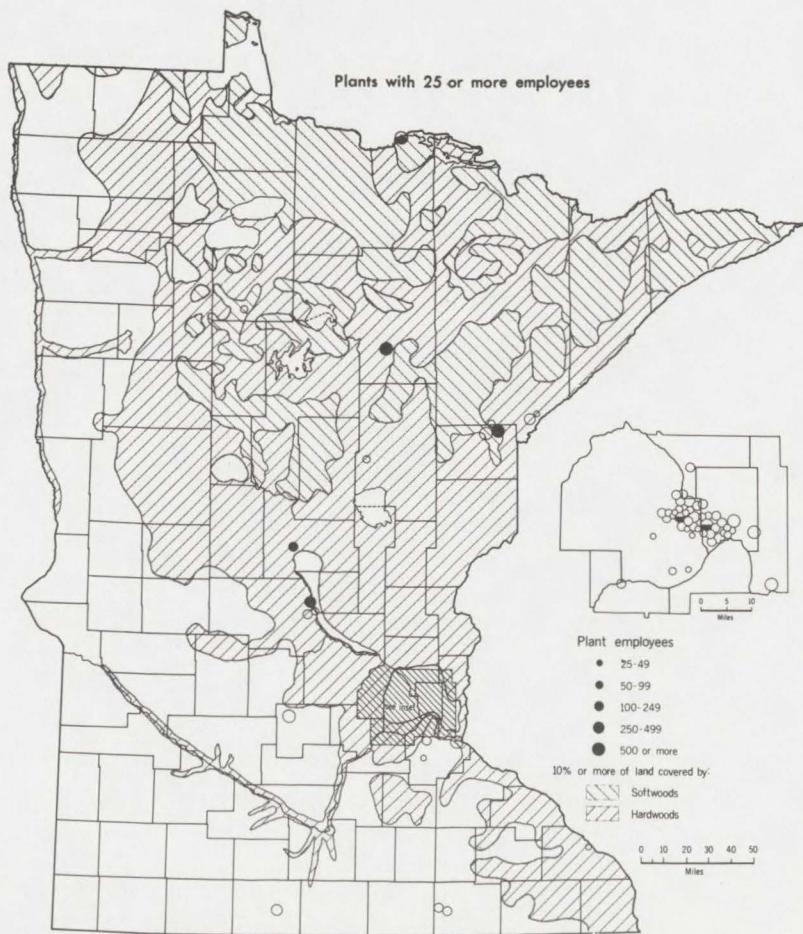 Plants with 25 or more employees
see inset
0 5 10
Miles
Plant employees
25-49
50-99
100-249
250-499
500 or more
10% or more of land covered by:
Softwoods
Hardwoods
0 10 20 30 40 50
Miles